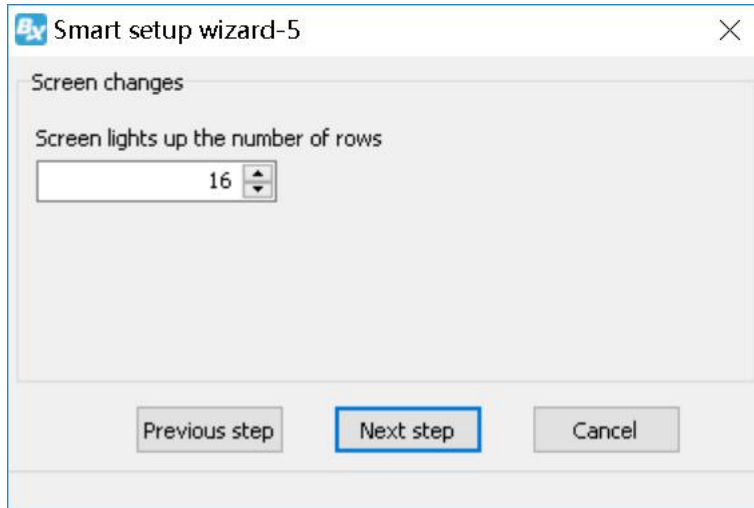 BX Smart setup wizard-5
Screen changes
Screen lights up the number of rows
16
Previous step Next step Cancel